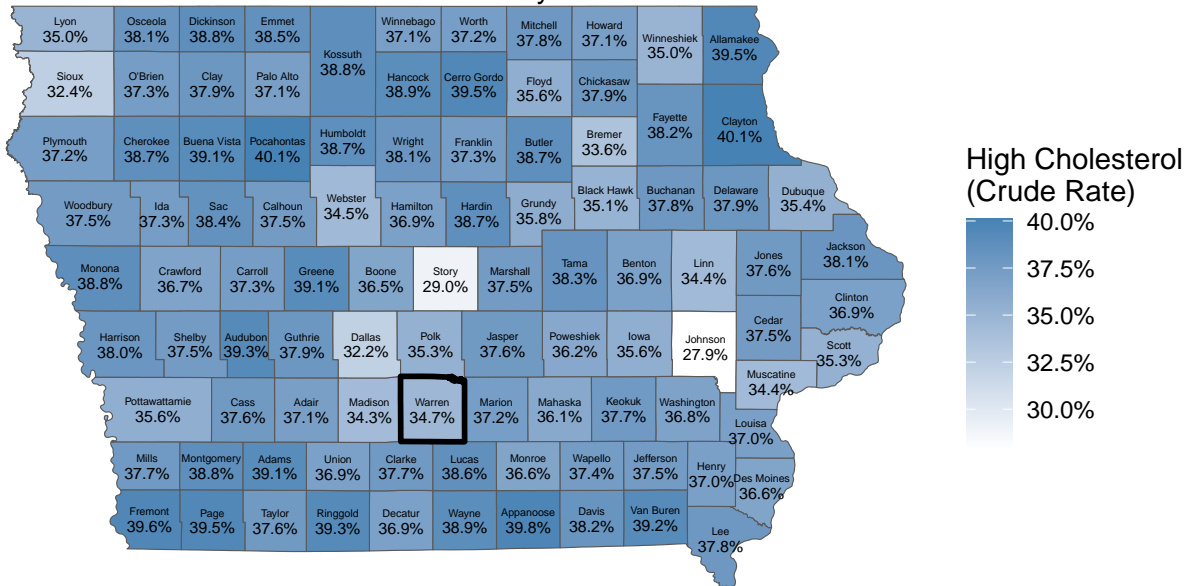 Lyon
35.0%
Osceola
38.1%
Dickinson
38.8%
Emmet
38.5%
Kossuth
38.8%
Winnebago
37.1%
Worth
37.2%
Mitchell
37.8%
Howard
37.1%
Winneshiek
35.0%
Allamakee
39.5%
Sioux
32.4%
O'Brien
37.3%
Clay
37.9%
Palo Alto
37.1%
Hancock
38.9%
Cerro Gordo
39.5%
Floyd
35.6%
Chickasaw
37.9%
Fayette
38.2%
Clayton
40.1%
Plymouth
37.2%
Cherokee
38.7%
Buena Vista
39.1%
Pocahontas
40.1%
Humboldt
38.7%
Wright
38.1%
Franklin
37.3%
Butler
38.7%
Bremer
33.6%
Woodbury
37.5%
Ida
37.3%
Sac
38.4%
Calhoun
37.5%
Webster
34.5%
Hamilton
36.9%
Hardin
38.7%
Grundy
35.8%
Black Hawk
35.1%
Buchanan
37.8%
Delaware
37.9%
Dubuque
35.4%
Monona
38.8%
Crawford
36.7%
Carroll
37.3%
Greene
39.1%
Boone
36.5%
Story
29.0%
Marshall
37.5%
Tama
38.3%
Benton
36.9%
Linn
34.4%
Jones
37.6%
Jackson
38.1%
Clinton
36.9%
Harrison
38.0%
Shelby
37.5%
Audubon
39.3%
Guthrie
37.9%
Dallas
32.2%
Polk
35.3%
Jasper
37.6%
Poweshiek
36.2%
Iowa
35.6%
Johnson
27.9%
Cedar
37.5%
Scott
35.3%
Muscatine
34.4%
Pottawattamie
35.6%
Cass
37.6%
Adair
37.1%
Madison
34.3%
Warren
34.7%
Marion
37.2%
Mahaska
36.1%
Keokuk
37.7%
Washington
36.8%
Louisa
37.0%
Mills
37.7%
Montgomery
38.8%
Adams
39.1%
Union
36.9%
Clarke
37.7%
Lucas
38.6%
Monroe
36.6%
Wapello
37.4%
Jefferson
37.5%
Henry
37.0%
Des Moines
36.6%
Fremont
39.6%
Page
39.5%
Taylor
37.6%
Ringgold
39.3%
Decatur
36.9%
Wayne
38.9%
Appanoose
39.8%
Davis
38.2%
Van Buren
39.2%
Lee
37.8%
High Cholesterol
(Crude Rate)
40.0%
37.5%
35.0%
32.5%
30.0%